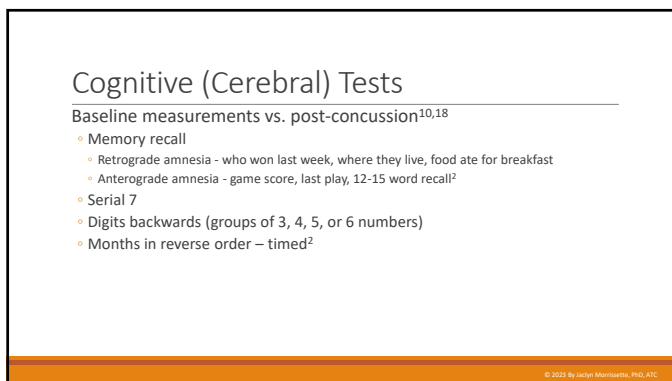 Cognitive (Cerebral) Tests
Baseline measurements vs. post-concussion10,18
◦ Memory recall
◦ Retrograde amnesia - who won last week, where they live, food ate for breakfast
◦ Anterograde amnesia - game score, last play, 12-15 word recall2
◦ Serial 7
◦ Digits backwards (groups of 3, 4, 5, or 6 numbers)
◦ Months in reverse order – timed2
© 2023 By Jaclyn Morrissette, PhD, ATC